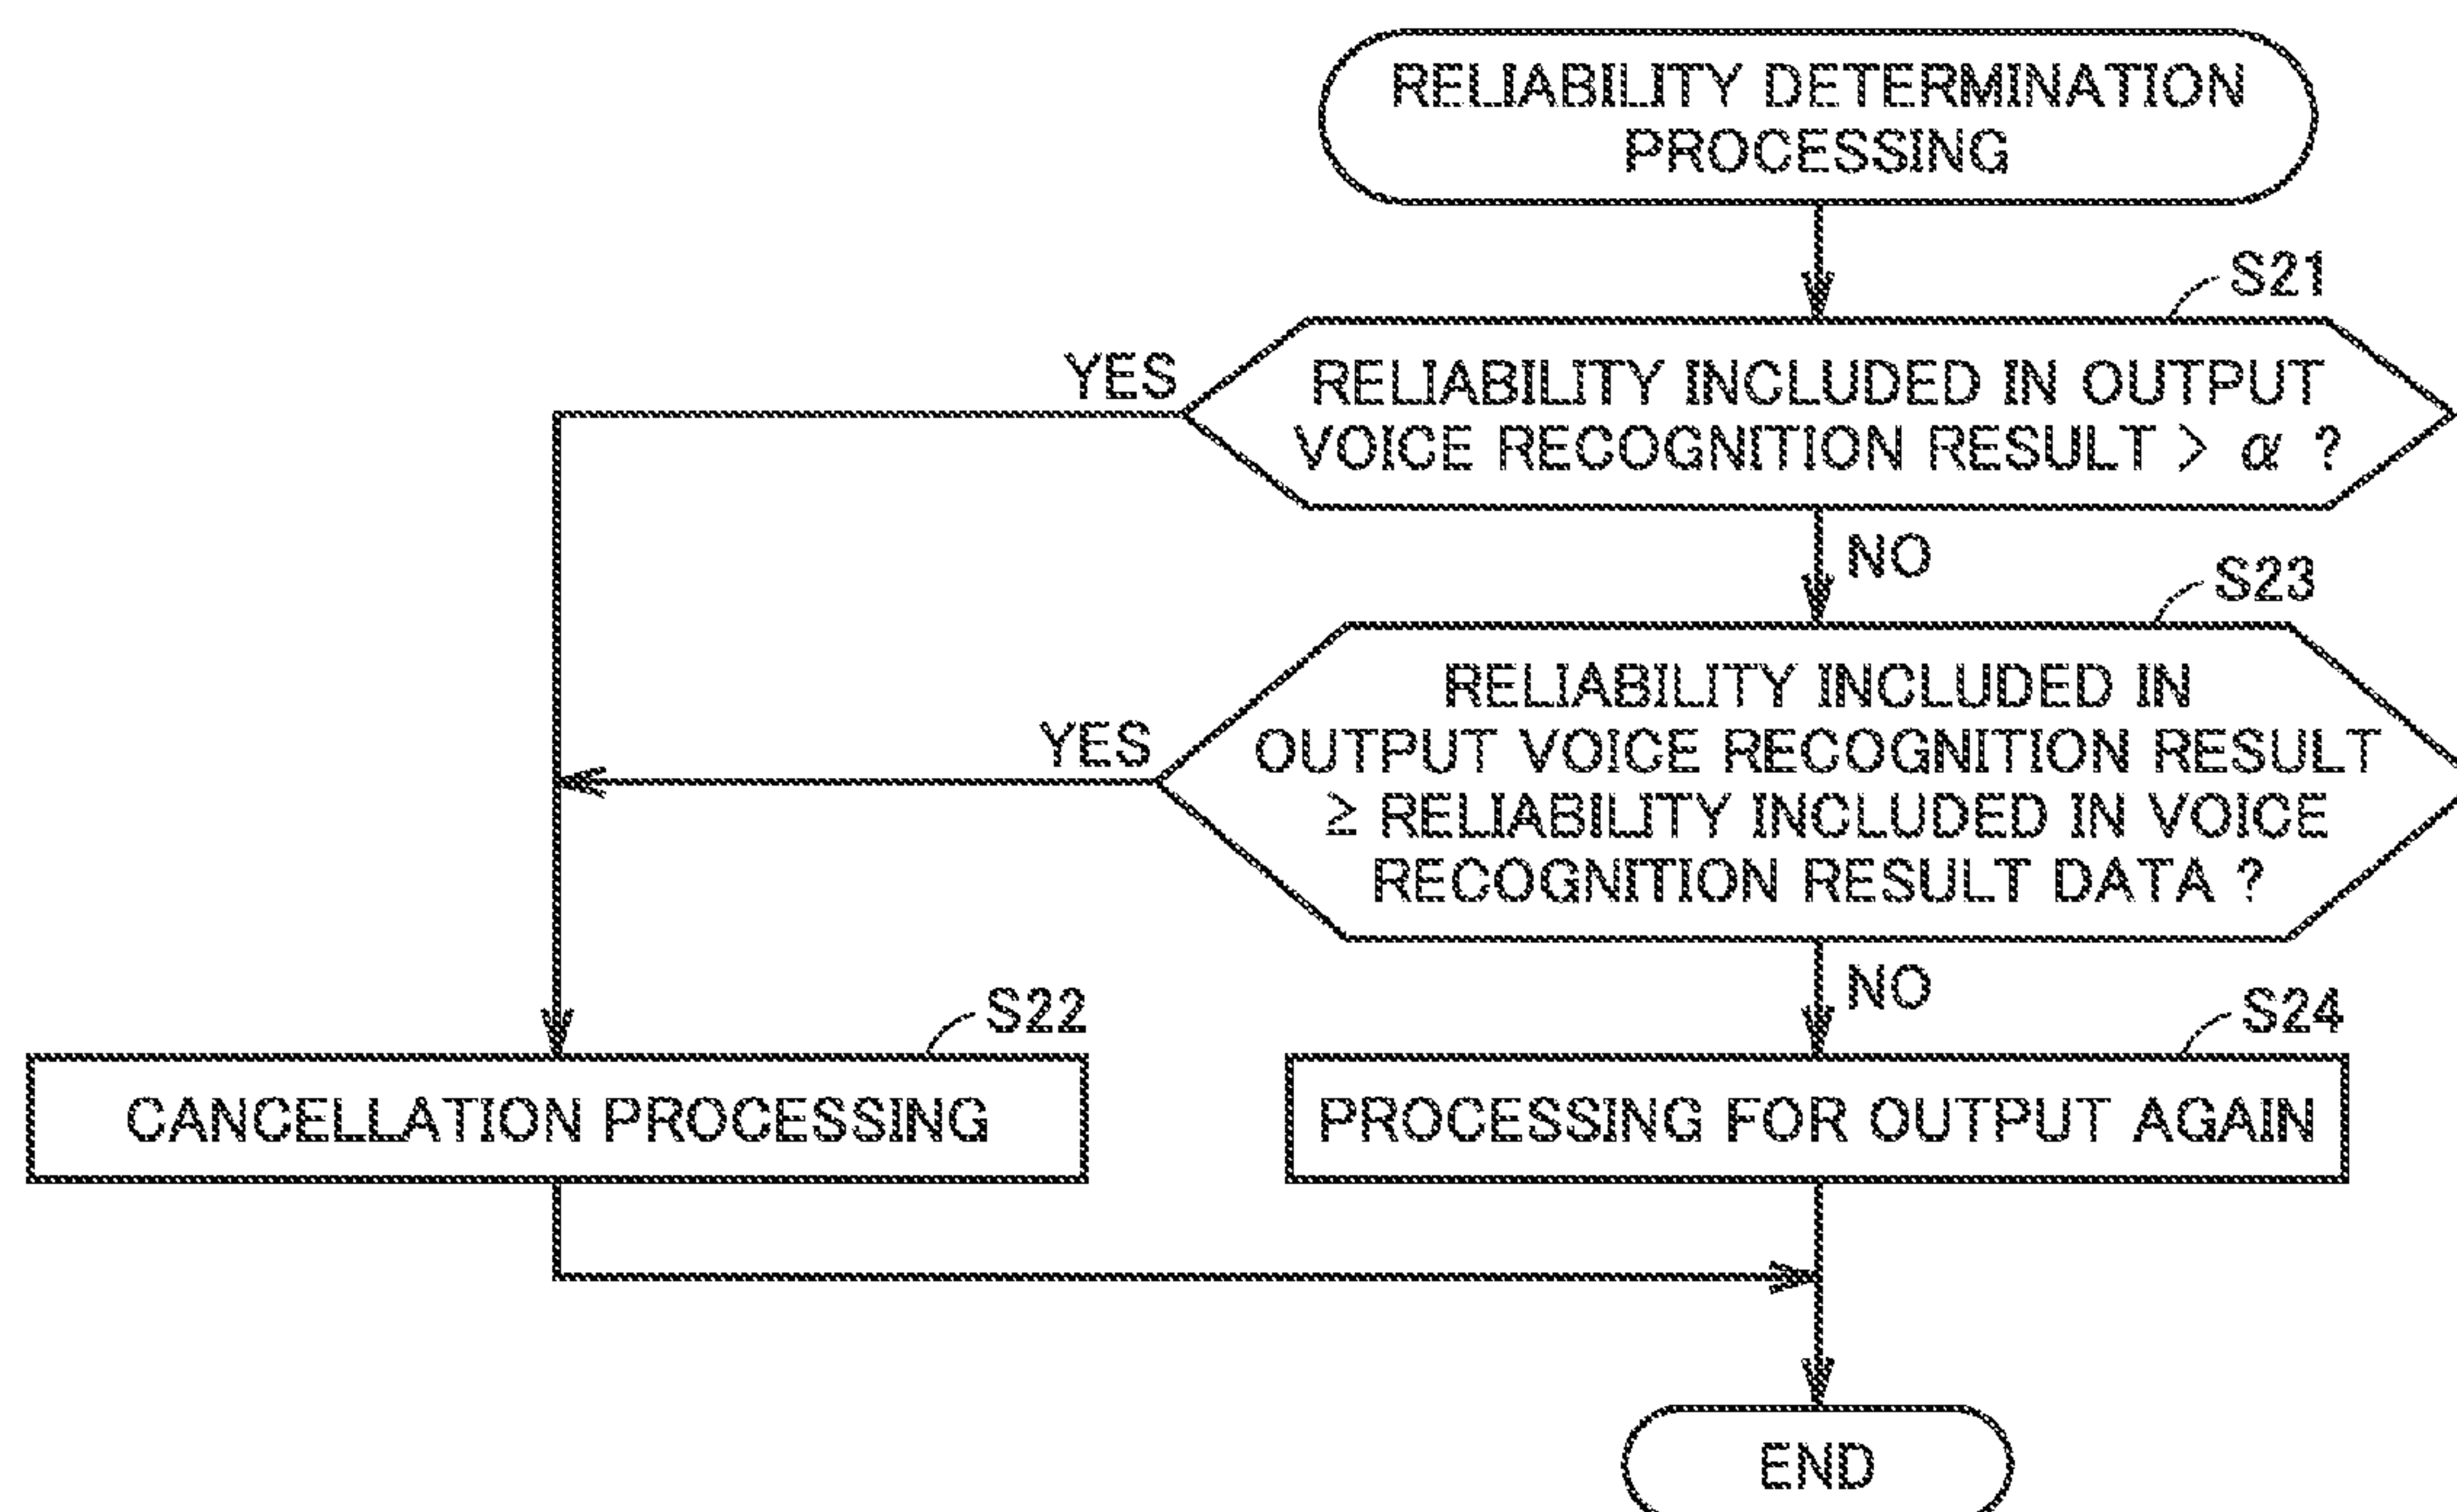 RELIABILITY DETERMINATION
PROCESSING
S21
YES
RELIABILITY INCLUDED IN OUTPUT
VOICE RECOGNITION RESULT > α ?
NO
S23
YES
RELIABILITY INCLUDED IN
OUTPUT VOICE RECOGNITION RESULT
≥ RELIABILITY INCLUDED IN VOICE
RECOGNITION RESULT DATA ?
NO
S22
S24
CANCELLATION PROCESSING
PROCESSING FOR OUTPUT AGAIN
END